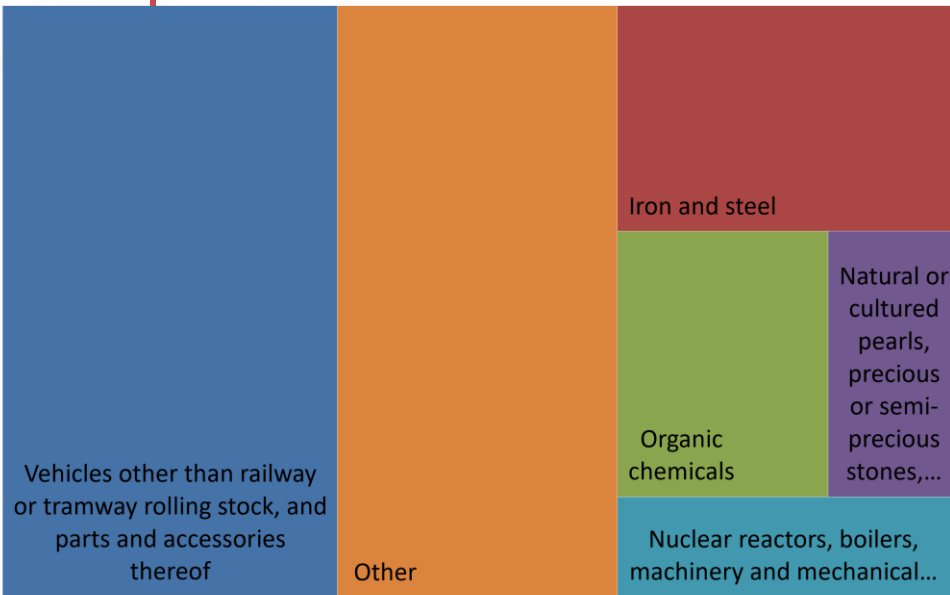 Vehicles other than railway
or tramway rolling stock, and
parts and accessories
thereof
Other
Iron and steel
Organic
chemicals
Natural or
cultured
pearls,
precious
or semi-
precious
stones,...
Nuclear reactors, boilers,
machinery and mechanical...